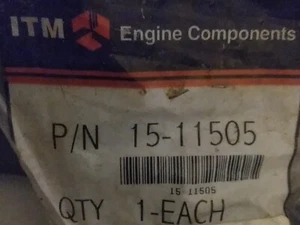 ITM Engine Components
P/N 15-11505
15-11505
QTY 1-EACH